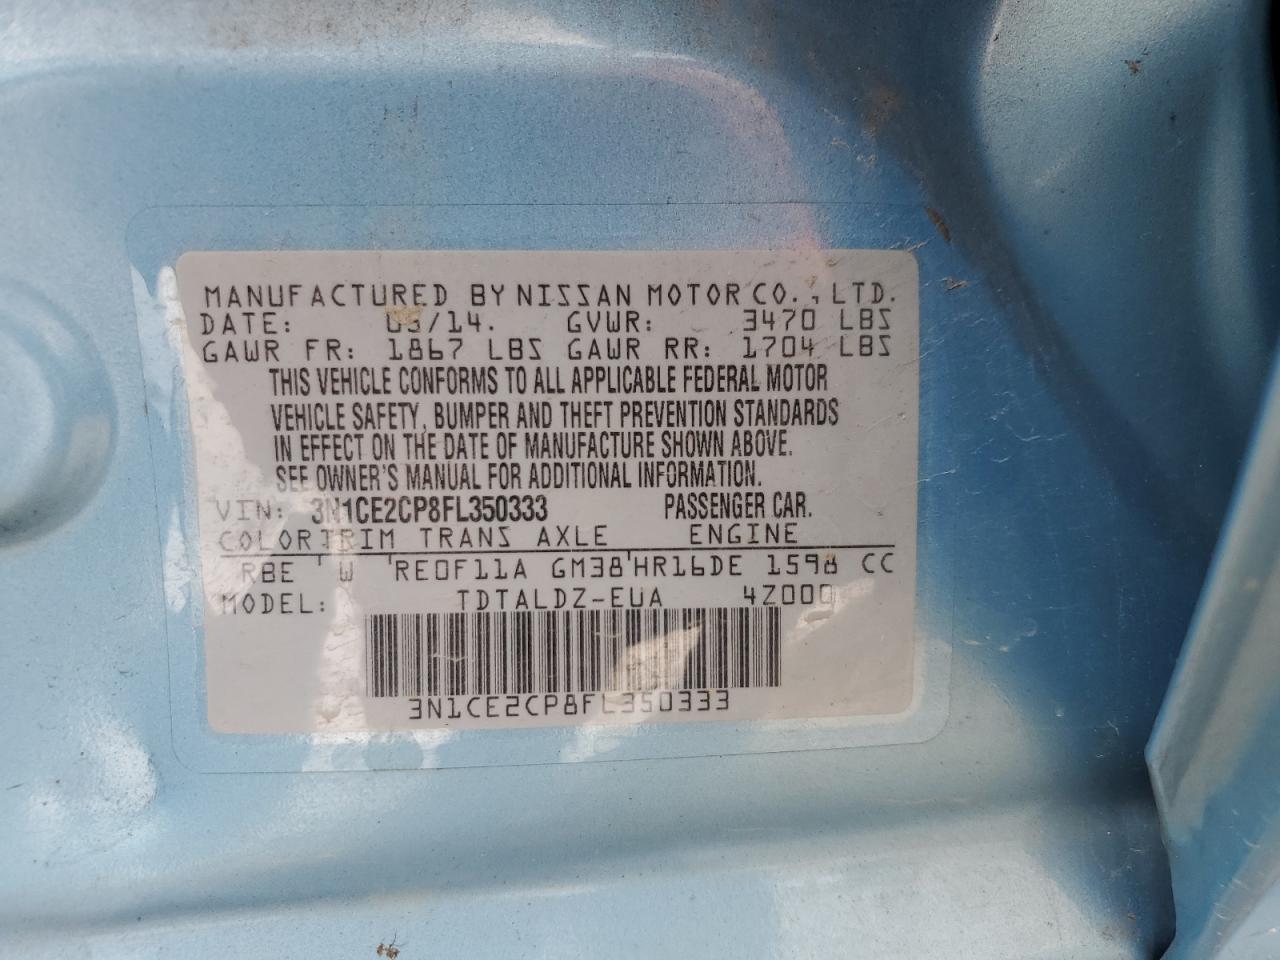 MANUFACTURED BY NISSAN MOTOR CO., LTD.
DATE: 03/14. GVWR: 3470 LBS
GAWR FR: 1867 LBS GAWR RR: 1704 LBS
THIS VEHICLE CONFORMS TO ALL APPLICABLE FEDERAL MOTOR
VEHICLE SAFETY, BUMPER AND THEFT PREVENTION STANDARDS
IN EFFECT ON THE DATE OF MANUFACTURE SHOWN ABOVE.
SEE OWNER'S MANUAL FOR ADDITIONAL INFORMATION.
VIN: 3N1CE2CP8FL350333 PASSENGER CAR.
COLOR TRIM TRANS AXLE ENGINE
RBE W RE0F11A GM38 HR16DE 1598 CC
MODEL: TDTALDZ-EUA 4Z000
3N1CE2CP8FL350333